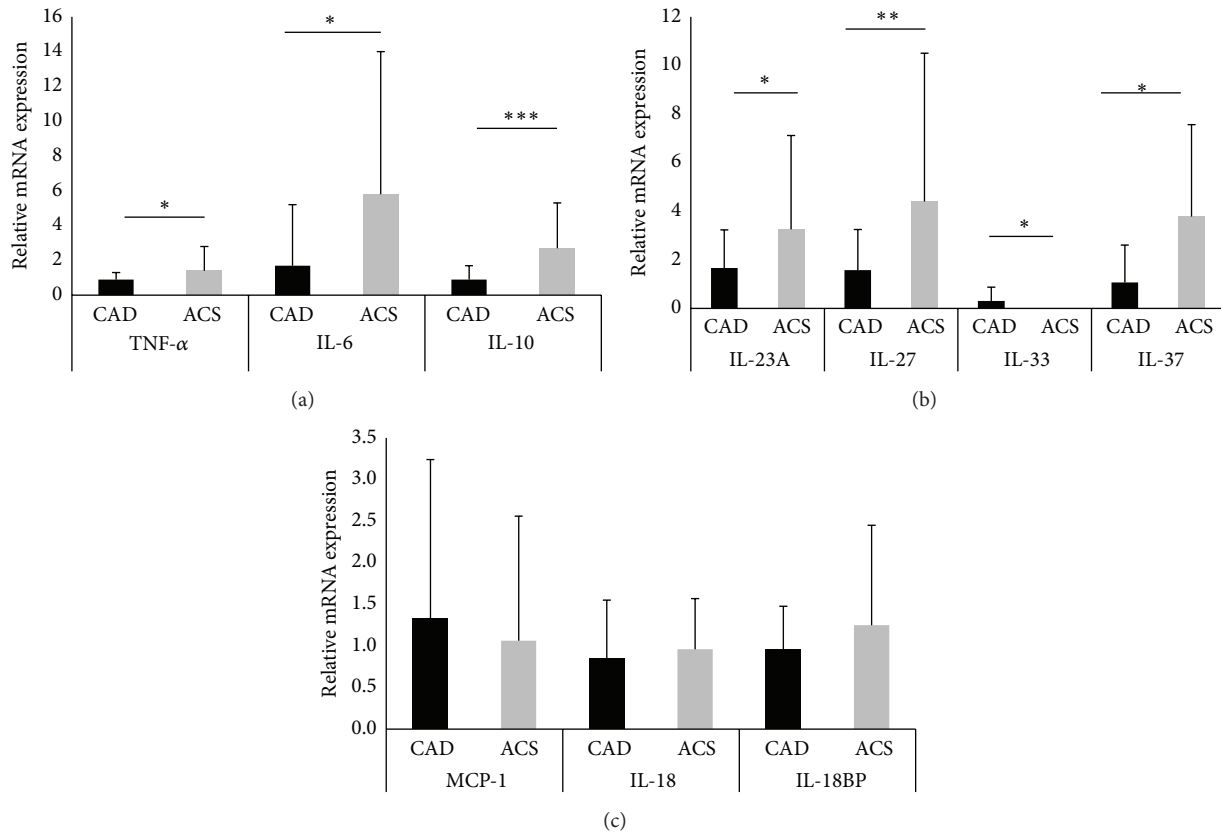 Relative mRNA expression
16
14
12
10
8
6
4
2
0
*
*
***
CAD ACS CAD ACS CAD ACS
TNF-α IL-6 IL-10
(a)
Relative mRNA expression
12
10
8
6
4
2
0
*
**
*
*
CAD ACS CAD ACS CAD ACS CAD ACS
IL-23A IL-27 IL-33 IL-37
(b)
Relative mRNA expression
3.5
3.0
2.5
2.0
1.5
1.0
0.5
0.0
CAD ACS CAD ACS CAD ACS
MCP-1 IL-18 IL-18BP
(c)